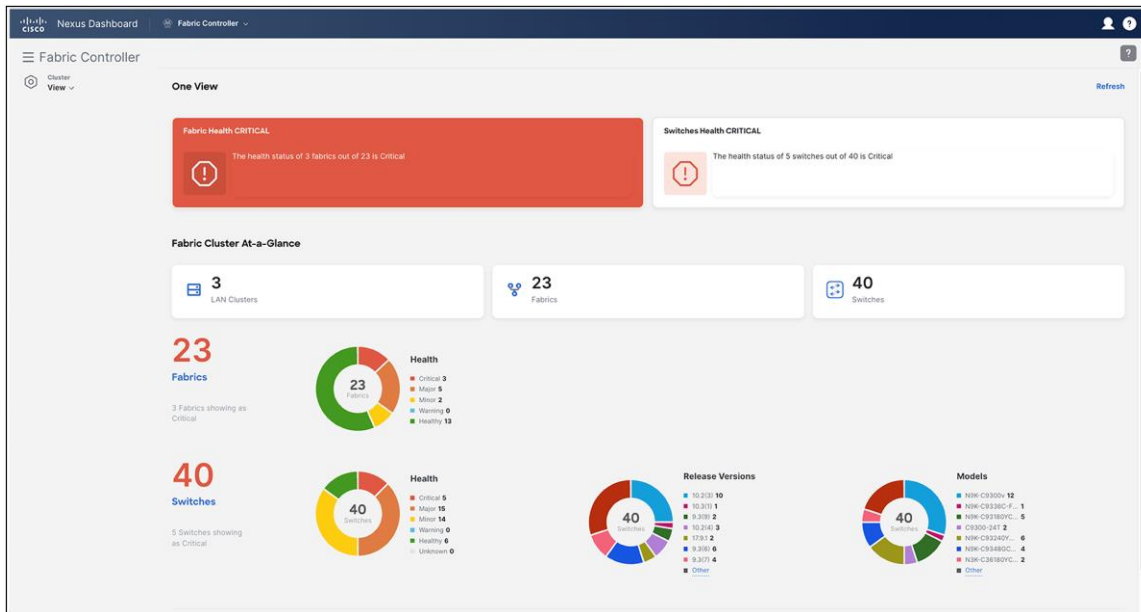 CISCO
Nexus Dashboard
Fabric Controller
?
Fabric Controller
?
Cluster
View
One View
Refresh
Fabric Health CRITICAL
The health status of 3 fabrics out of 23 is Critical
Switches Health CRITICAL
The health status of 5 switches out of 40 is Critical
Fabric Cluster At-a-Glance
3
LAN Clusters
23
Fabrics
40
Switches
23
Fabrics
3 Fabrics showing as
Critical
23
Fabrics
Health
Critical 3
Major 5
Minor 2
Warning 0
Healthy 13
40
Switches
5 Switches showing
as Critical
40
Switches
Health
Critical 5
Major 15
Minor 14
Warning 0
Healthy 6
Unknown 0
40
Switches
Release Versions
10.2(3) 10
10.3(1) 1
9.3(9) 2
10.2(4) 3
17.9.1 2
9.3(6) 6
9.3(7) 4
Other
40
Switches
Models
N9K-C9300v 12
N9K-C9336C-F... 1
N9K-C93180YC... 5
C9300-24T 2
N9K-C93240Y... 6
N9K-C9348GC... 4
N3K-C36180YC... 2
Other